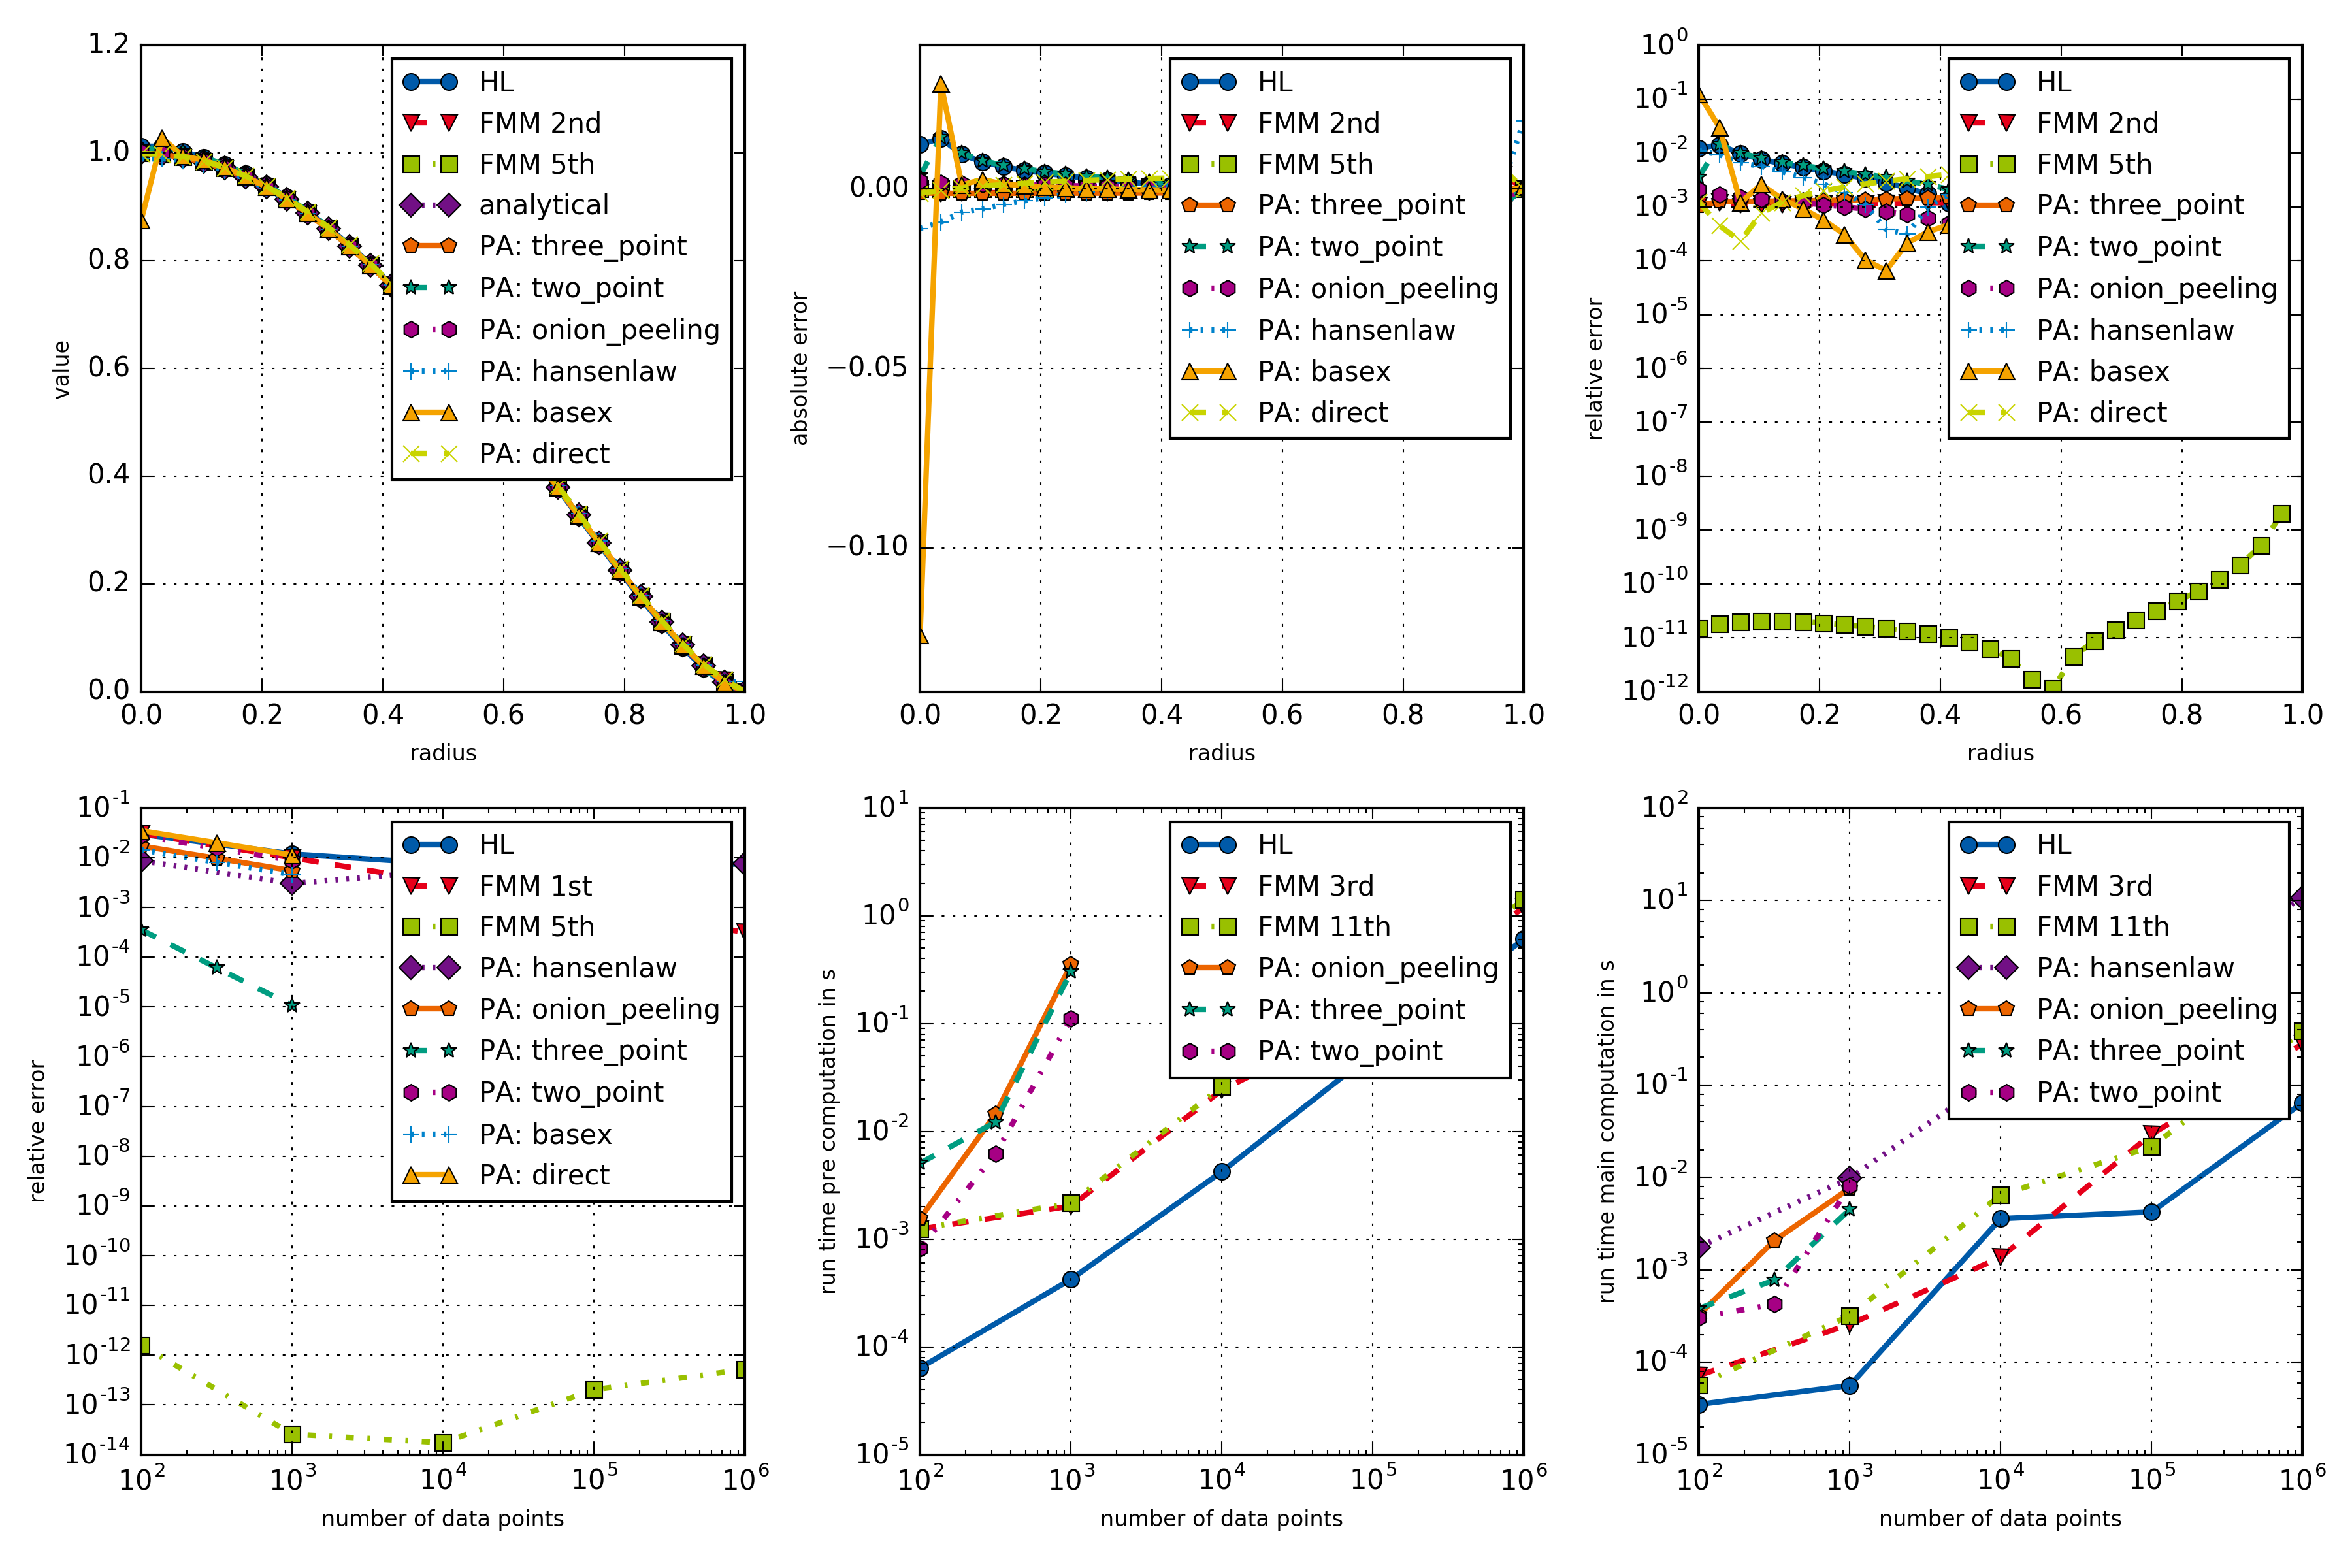 1.2
1.0
0.8
0.6
0.4
0.2
0.0
value
0.0 0.2 0.4 0.6 0.8 1.0
radius
HL
FMM 2nd
FMM 5th
analytical
PA: three_point
PA: two_point
PA: onion_peeling
PA: hansenlaw
PA: basex
PA: direct
0.00
−0.05
−0.10
absolute error
0.0 0.2 0.4 0.6 0.8 1.0
radius
HL
FMM 2nd
FMM 5th
PA: three_point
PA: two_point
PA: onion_peeling
PA: hansenlaw
PA: basex
PA: direct
10^0
10^-1
10^-2
10^-3
10^-4
10^-5
10^-6
10^-7
10^-8
10^-9
10^-10
10^-11
10^-12
relative error
0.0 0.2 0.4 0.6 0.8 1.0
radius
HL
FMM 2nd
FMM 5th
PA: three_point
PA: two_point
PA: onion_peeling
PA: hansenlaw
PA: basex
PA: direct
10^-1
10^-2
10^-3
10^-4
10^-5
10^-6
10^-7
10^-8
10^-9
10^-10
10^-11
10^-12
10^-13
10^-14
relative error
10^2 10^3 10^4 10^5 10^6
number of data points
HL
FMM 1st
FMM 5th
PA: hansenlaw
PA: onion_peeling
PA: three_point
PA: two_point
PA: basex
PA: direct
10^1
10^0
10^-1
10^-2
10^-3
10^-4
10^-5
run time pre computation in s
10^2 10^3 10^4 10^5 10^6
number of data points
HL
FMM 3rd
FMM 11th
PA: onion_peeling
PA: three_point
PA: two_point
10^2
10^1
10^0
10^-1
10^-2
10^-3
10^-4
10^-5
run time main computation in s
10^2 10^3 10^4 10^5 10^6
number of data points
HL
FMM 3rd
FMM 11th
PA: hansenlaw
PA: onion_peeling
PA: three_point
PA: two_point